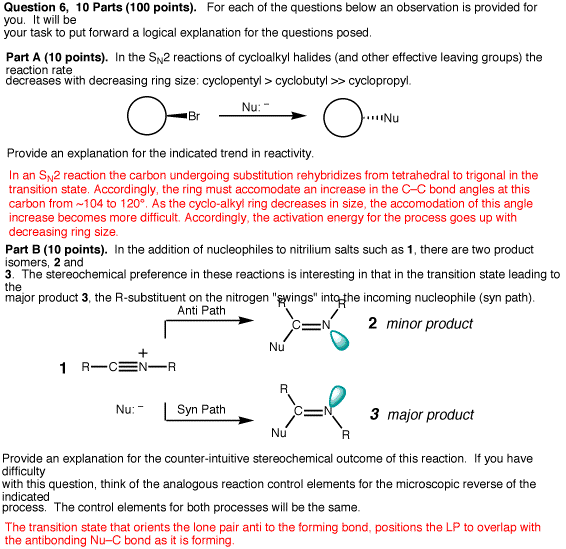 Question 6, 10 Parts (100 points). For each of the questions below an observation is provided for
you. It will be
your task to put forward a logical explanation for the questions posed.
Part A (10 points). In the SN2 reactions of cycloalkyl halides (and other effective leaving groups) the
reaction rate
decreases with decreasing ring size: cyclopentyl > cyclobutyl >> cyclopropyl.
Br
Nu: –
Nu
Provide an explanation for the indicated trend in reactivity.
In an SN2 reaction the carbon undergoing substitution rehybridizes from tetrahedral to trigonal in the
transition state. Accordingly, the ring must accomodate an increase in the C–C bond angles at this
carbon from ~104 to 120°. As the cyclo-alkyl ring decreases in size, the accomodation of this angle
increase becomes more difficult. Accordingly, the activation energy for the process goes up with
decreasing ring size.
Part B (10 points). In the addition of nucleophiles to nitrilium salts such as 1, there are two product
isomers, 2 and
3. The stereochemical preference in these reactions is interesting in that in the transition state leading to
the
major product 3, the R-substituent on the nitrogen "swings" into the incoming nucleophile (syn path).
Anti Path
R
R
C=N
Nu
2 minor product
+
1 R–C≡N–R
Nu: –
Syn Path
R
C=N
Nu
R
3 major product
Provide an explanation for the counter-intuitive stereochemical outcome of this reaction. If you have
difficulty
with this question, think of the analogous reaction control elements for the microscopic reverse of the
indicated
process. The control elements for both processes will be the same.
The transition state that orients the lone pair anti to the forming bond, positions the LP to overlap with
the antibonding Nu–C bond as it is forming.